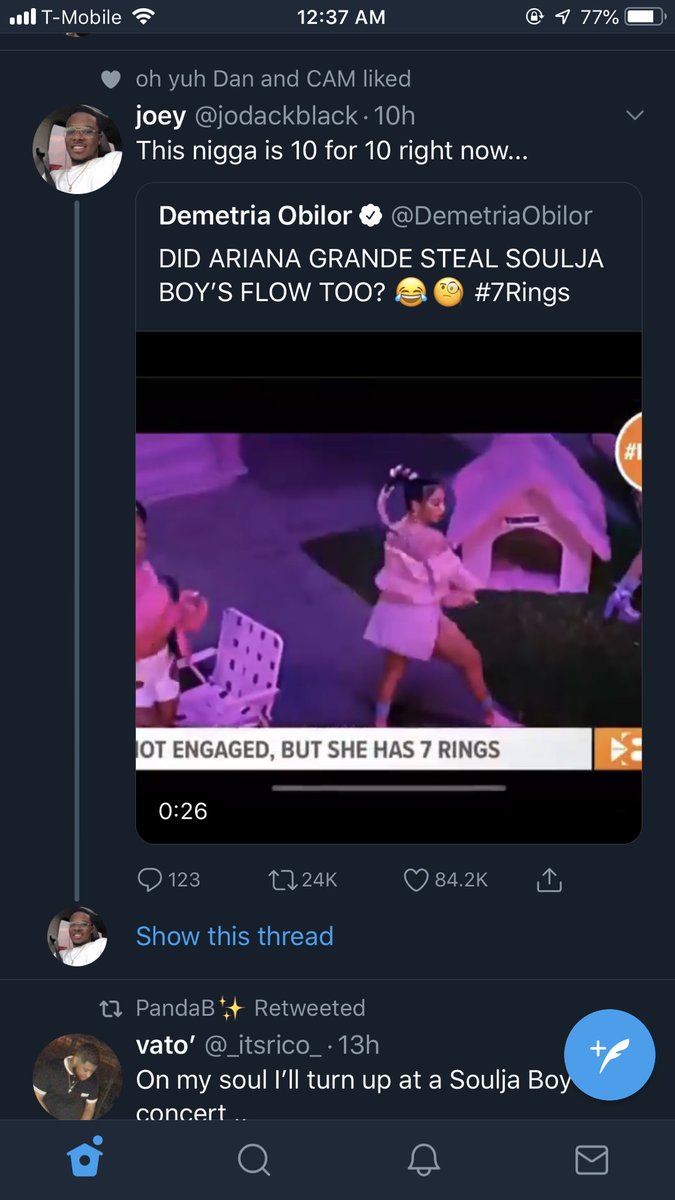 T-Mobile
12:37 AM
77%
oh yuh Dan and CAM liked
joey @jodackblack · 10h
This nigga is 10 for 10 right now...
Demetria Obilor @DemetriaObilor
DID ARIANA GRANDE STEAL SOULJA
BOY’S FLOW TOO? 😂🧐 #7Rings
OT ENGAGED, BUT SHE HAS 7 RINGS
8
0:26
123
24K
84.2K
Show this thread
PandaB✨ Retweeted
vato’ @_itsrico_ · 13h
On my soul I’ll turn up at a Soulja Boy
concert ..